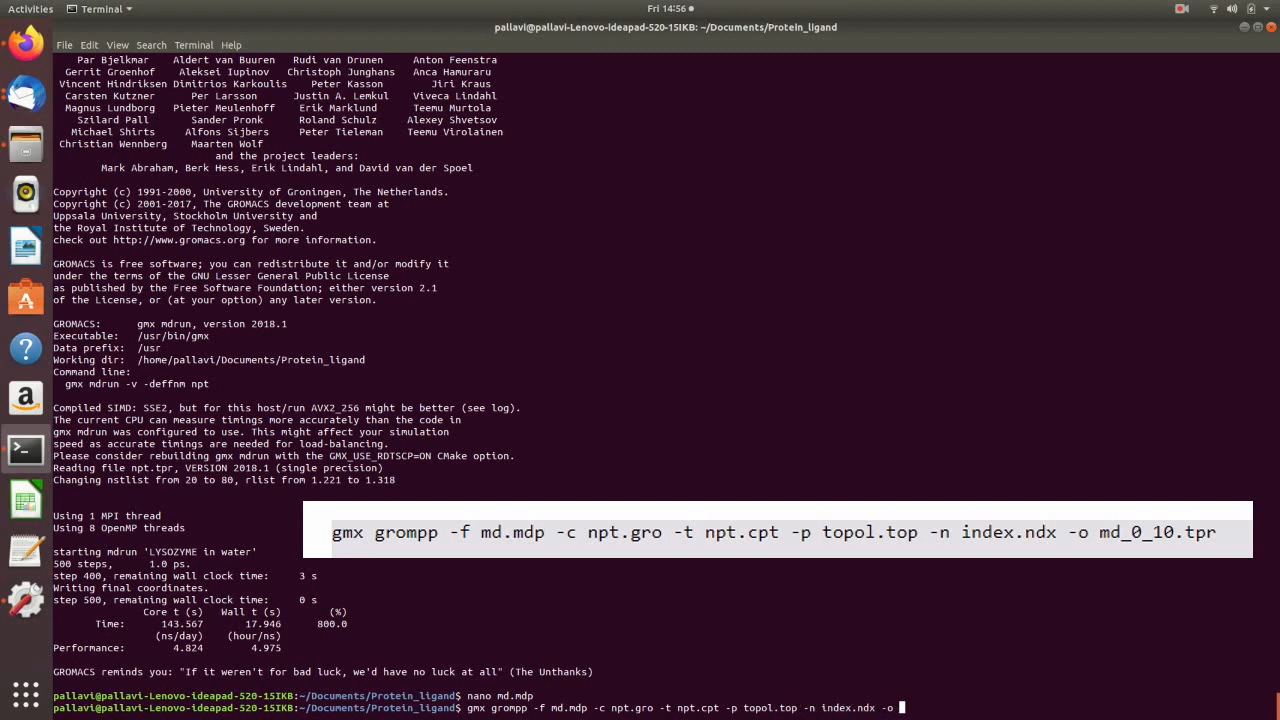 Activities Terminal Fri 14:56
pallavi@pallavi-Lenovo-ideapad-520-15IKB: ~/Documents/Protein_ligand
File Edit View Search Terminal Help
Par Bjelkmar Aldert van Buuren Rudi van Drunen Anton Feenstra
Gerrit Groenhof Aleksei Iupinov Christoph Junghans Anca Hamuraru
Vincent Hindriksen Dimitrios Karkoulis Peter Kasson Jiri Kraus
Carsten Kutzner Per Larsson Justin A. Lemkul Viveca Lindahl
Magnus Lundborg Pieter Meulenhoff Erik Marklund Teemu Murtola
Szilard Pall Sander Pronk Roland Schulz Alexey Shvetsov
Michael Shirts Alfons Sijbers Peter Tieleman Teemu Virolainen
Christian Wennberg Maarten Wolf
and the project leaders:
Mark Abraham, Berk Hess, Erik Lindahl, and David van der Spoel
Copyright (c) 1991-2000, University of Groningen, The Netherlands.
Copyright (c) 2001-2017, The GROMACS development team at
Uppsala University, Stockholm University and
the Royal Institute of Technology, Sweden.
check out http://www.gromacs.org for more information.
GROMACS is free software; you can redistribute it and/or modify it
under the terms of the GNU Lesser General Public License
as published by the Free Software Foundation; either version 2.1
of the License, or (at your option) any later version.
GROMACS: gmx mdrun, version 2018.1
Executable: /usr/bin/gmx
Data prefix: /usr
Working dir: /home/pallavi/Documents/Protein_ligand
Command line:
gmx mdrun -v -deffnm npt
Compiled SIMD: SSE2, but for this host/run AVX2_256 might be better (see log).
The current CPU can measure timings more accurately than the code in
gmx mdrun was configured to use. This might affect your simulation
speed as accurate timings are needed for load-balancing.
Please consider rebuilding gmx mdrun with the GMX_USE_RDTSCP=ON CMake option.
Reading file npt.tpr, VERSION 2018.1 (single precision)
Changing nstlist from 20 to 80, rlist from 1.221 to 1.318
Using 1 MPI thread
Using 8 OpenMP threads
gmx grompp -f md.mdp -c npt.gro -t npt.cpt -p topol.top -n index.ndx -o md_0_10.tpr
starting mdrun 'LYSOZYME in water'
500 steps, 1.0 ps.
step 400, remaining wall clock time: 3 s
Writing final coordinates.
step 500, remaining wall clock time: 0 s
Core t (s) Wall t (s) (%)
Time: 143.567 17.946 800.0
(ns/day) (hour/ns)
Performance: 4.824 4.975
GROMACS reminds you: "If it weren't for bad luck, we'd have no luck at all" (The Unthanks)
pallavi@pallavi-Lenovo-ideapad-520-15IKB:~/Documents/Protein_ligand$ nano md.mdp
pallavi@pallavi-Lenovo-ideapad-520-15IKB:~/Documents/Protein_ligand$ gmx grompp -f md.mdp -c npt.gro -t npt.cpt -p topol.top -n index.ndx -o